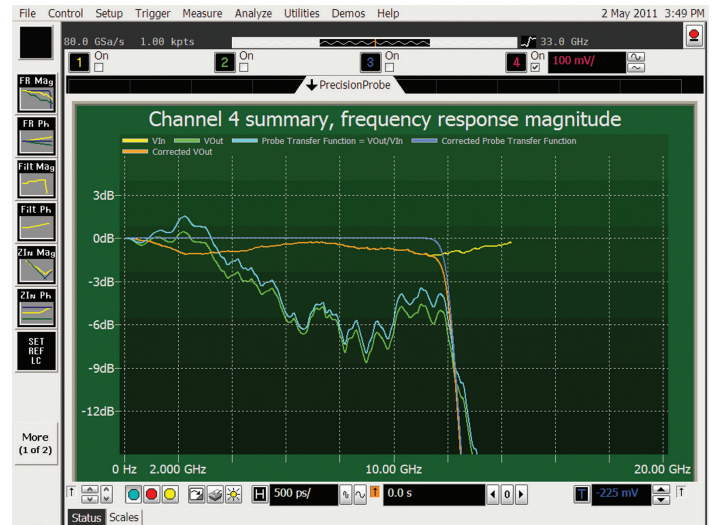 File Control Setup Trigger Measure Analyze Utilities Demos Help 2 May 2011 3:49 PM
80.0 GSa/s 1.00 kpts 33.0 GHz
1 On 2 On 3 On 4 On 100 mV/
PrecisionProbe
FR Mag
FR Ph
Filt Mag
Filt Ph
ZIn Mag
ZIn Ph
SET
REF
LC
More
(1 of 2)
Channel 4 summary, frequency response magnitude
VIn VOut Probe Transfer Function = VOut/VIn Corrected Probe Transfer Function
Corrected VOut
3dB
0dB
-3dB
-6dB
-9dB
-12dB
0 Hz 2.000 GHz 10.00 GHz 20.00 GHz
H 500 ps/ 0.0 s 0 T -225 mV
Status Scales